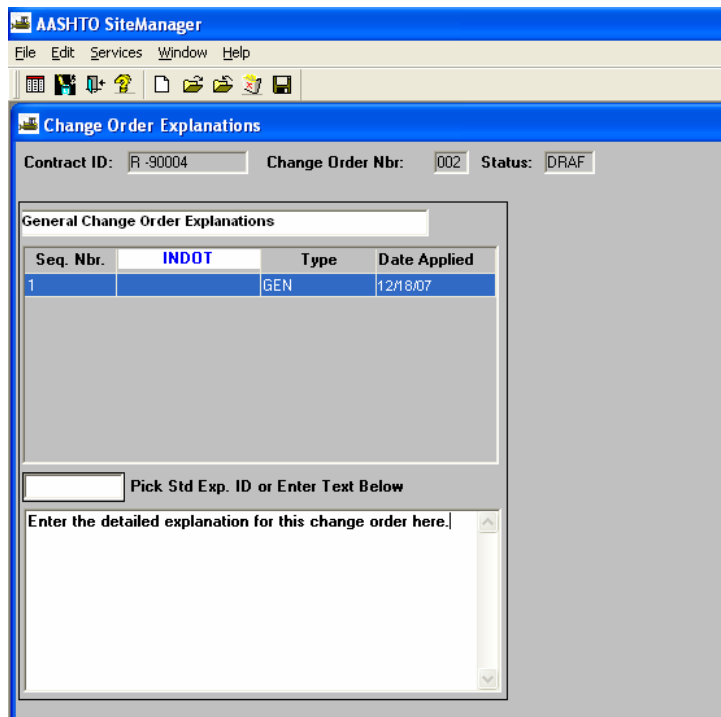 AASHTO SiteManager
File Edit Services Window Help
Change Order Explanations
Contract ID: R -90004 Change Order Nbr: 002 Status: DRAF
General Change Order Explanations
Seq. Nbr. INDOT Type Date Applied
1 GEN 12/18/07
Pick Std Exp. ID or Enter Text Below
Enter the detailed explanation for this change order here.